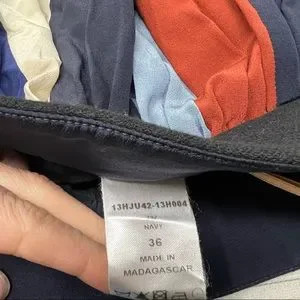 13HJU42-13H004
NAVY
36
MADE IN
MADAGASCAR